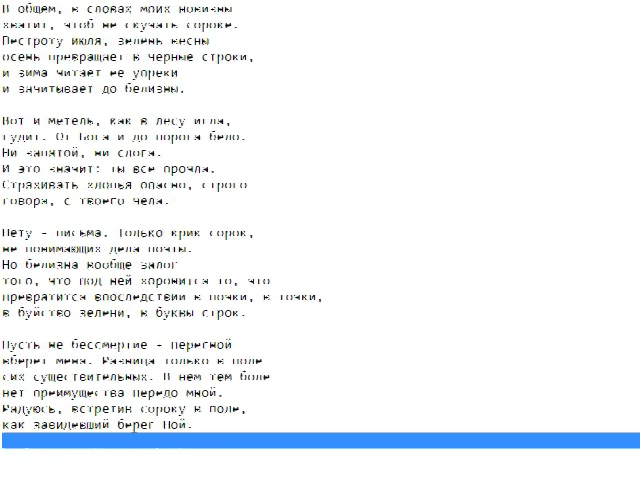 В общем, в словах моих новизны
хватит, чтоб не скучать сороке.
Пестроту июля, зелень весны
осень превращает в черные строки,
и зима читает ее упреки
и зачитывает до белизны.

Вот и метель, как в лесу игла,
гудит. От Бога и до порога бело.
Ни запятой, ни слога.
И это значит: ты все прочла.
Стряхивать хлопья опасно, строго
говоря, с твоего чела.

Нету - письма. Только крик сорок,
не понимающих дела почты.
Но белизна вообще залог
того, что под ней хоронится то, что
превратится впоследствии в почки, в точки,
в буйство зелени, в буквы строк.

Пусть не бессмертие - перегной
вберет меня. Разница только в поле
сих существительных. В нем тем боле
нет преимущества передо мной.
Радуюсь, встретив сороку в поле,
как завидевший берег Ной.